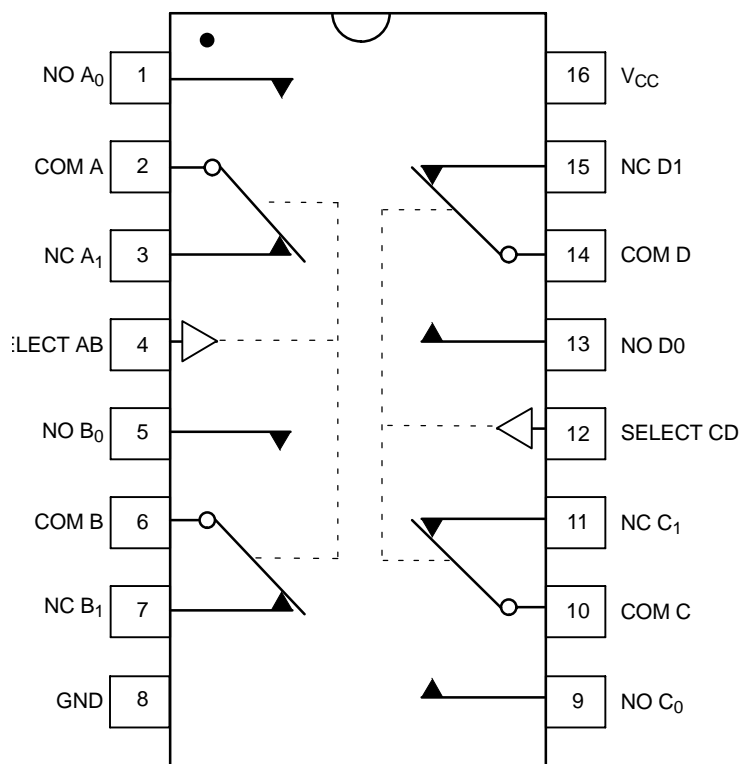 NO A₀ 1
COM A 2
NC A₁ 3
ELECT AB 4
NO B₀ 5
COM B 6
NC B₁ 7
GND 8
16 V_CC
15 NC D1
14 COM D
13 NO D0
12 SELECT CD
11 NC C₁
10 COM C
9 NO C₀